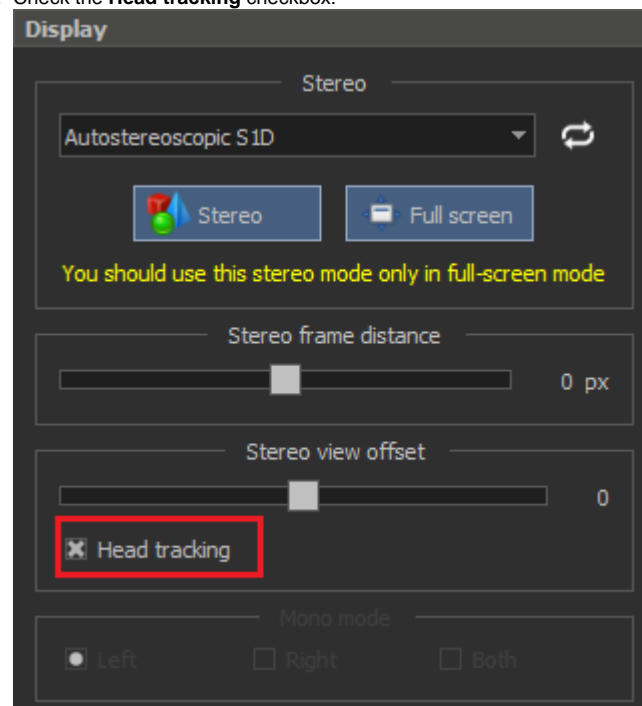 Check the Head tracking checkbox.
Display
Stereo
Autostereoscopic S1D
Stereo Full screen
You should use this stereo mode only in full-screen mode
Stereo frame distance
0 px
Stereo view offset
0
Head tracking
Mono mode
Left Right Both